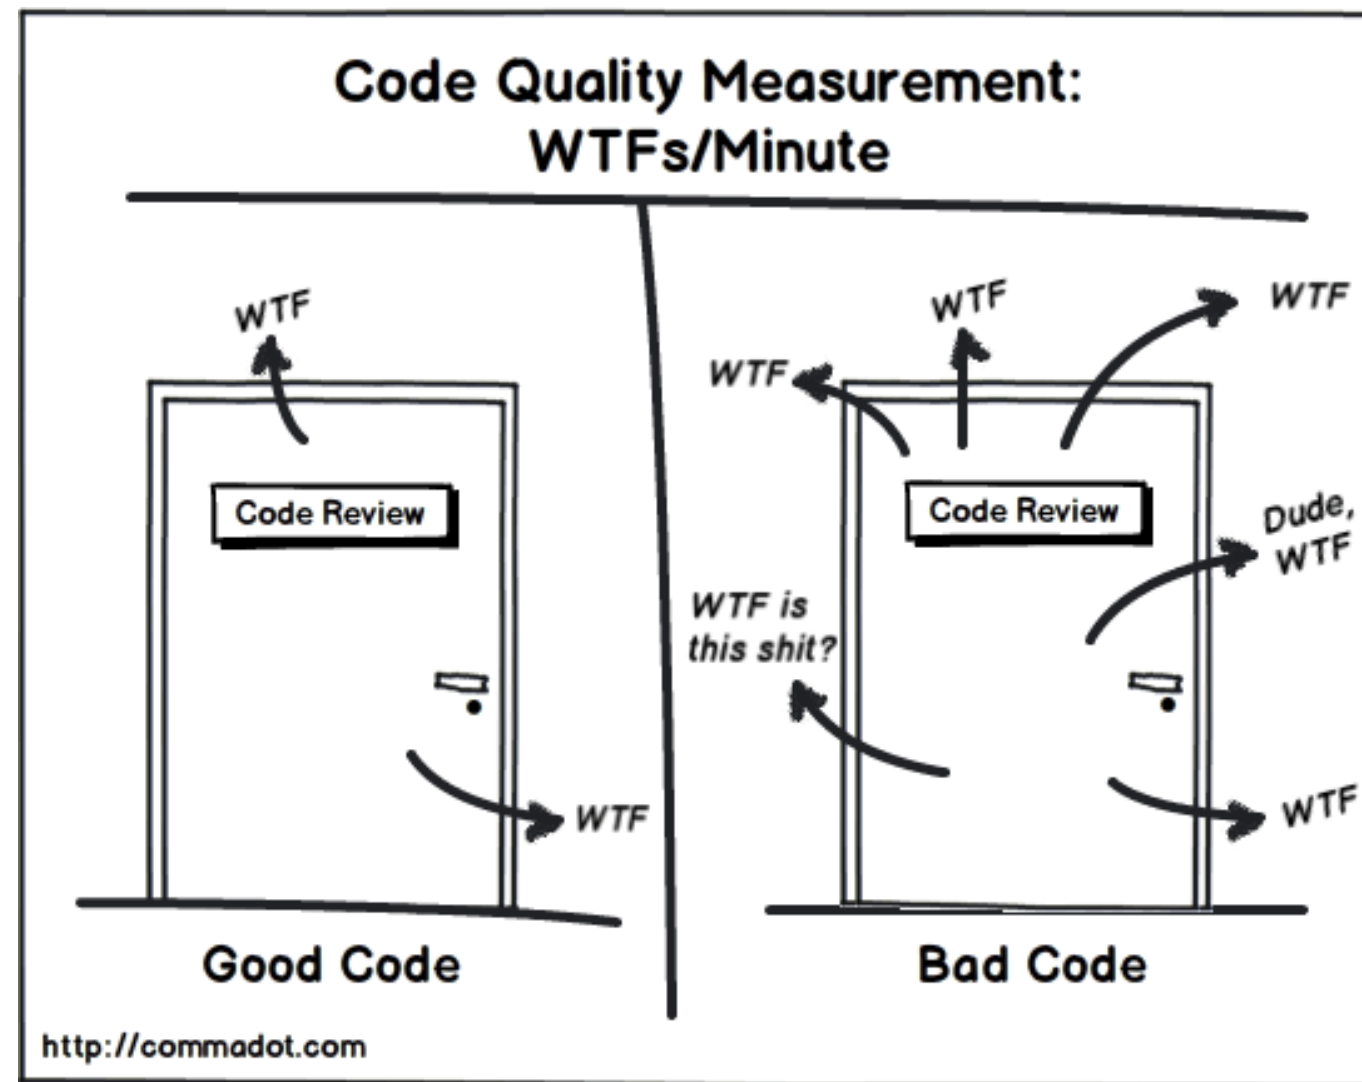 Code Quality Measurement:
WTFs/Minute
WTF
Code Review
WTF
Good Code
WTF
WTF
WTF
Code Review
Dude,
WTF
WTF is
this shit?
WTF
Bad Code
http://commadot.com